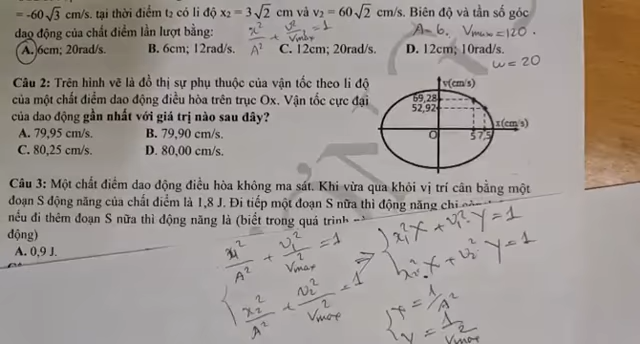 = -60√3 cm/s. tại thời điểm t₂ có li độ x₂ = 3√2 cm và v₂ = 60√2 cm/s. Biên độ và tần số góc
dao động của chất điểm lần lượt bằng:
x²/A² + v²/v²max = 1
A = 6. Vmax = 120.
A. 6cm; 20rad/s. B. 6cm; 12rad/s. C. 12cm; 20rad/s. D. 12cm; 10rad/s.
ω = 20
Câu 2: Trên hình vẽ là đồ thị sự phụ thuộc của vận tốc theo li độ
của một chất điểm dao động điều hòa trên trục Ox. Vận tốc cực đại
của dao động gần nhất với giá trị nào sau đây?
A. 79,95 cm/s. B. 79,90 cm/s.
C. 80,25 cm/s. D. 80,00 cm/s.
v(cm/s)
69,28
52,92
x(cm/s)
O 5 7,5
Câu 3: Một chất điểm dao động điều hòa không ma sát. Khi vừa qua khỏi vị trí cân bằng một
đoạn S động năng của chất điểm là 1,8 J. Đi tiếp một đoạn S nữa thì động năng chỉ
nếu đi thêm đoạn S nữa thì động năng là (biết trong quá trình
động)
A. 0,9 J.
x₁²/A² + v₁²/v²max = 1
x₂²/A² + v₂²/v²max = 1
x₁²X + v₁²Y = 1
x₂²X + v₂²Y = 1
X = 1/A²
Y = 1/v²max